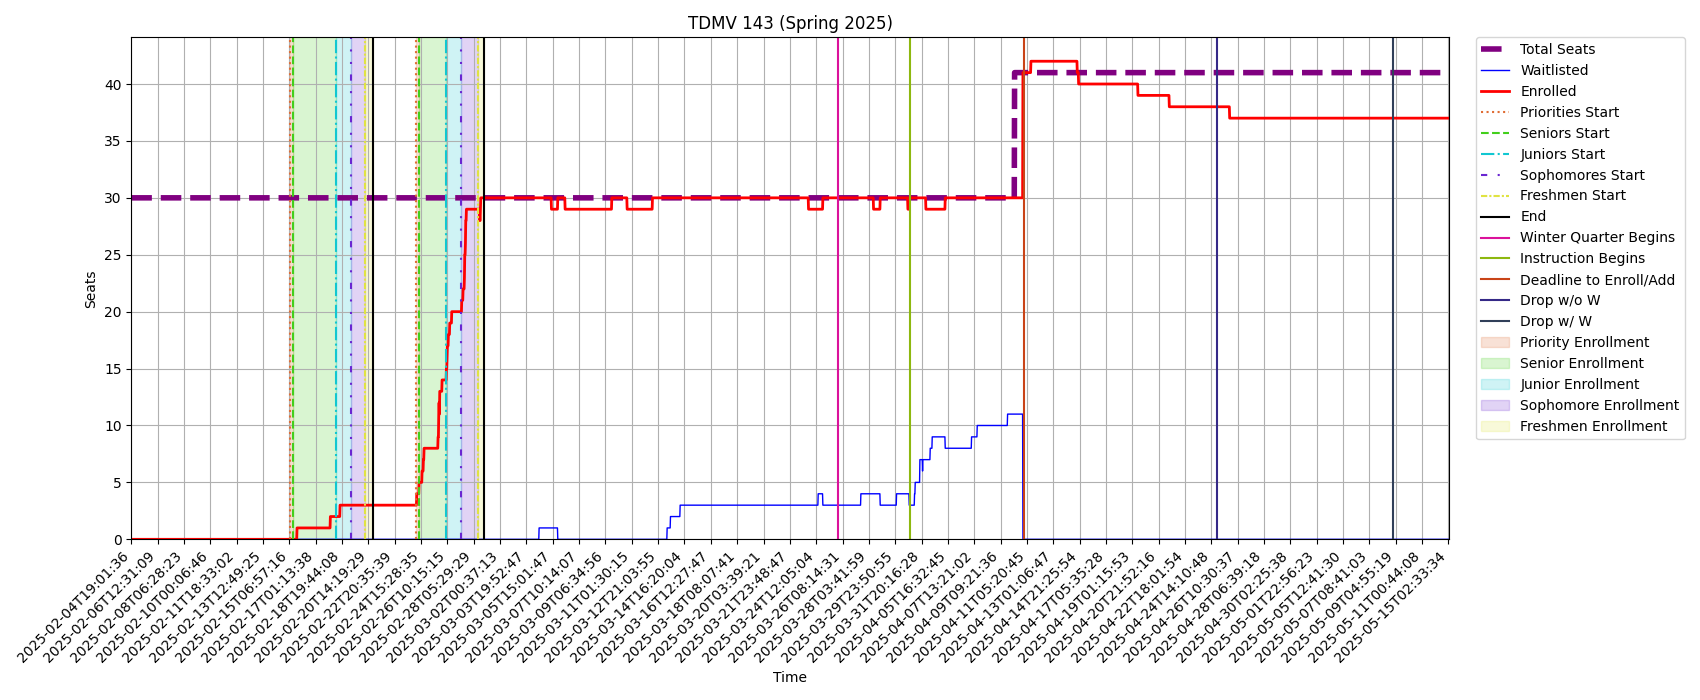 TDMV 143 (Spring 2025)
Seats
40
35
30
25
20
15
10
5
0
2025-02-04T19:01:36
2025-02-06T12:31:09
2025-02-08T06:28:23
2025-02-10T00:06:46
2025-02-11T18:33:02
2025-02-13T12:49:25
2025-02-15T06:57:16
2025-02-17T01:13:38
2025-02-18T19:44:08
2025-02-20T14:19:29
2025-02-22T20:35:39
2025-02-24T15:28:35
2025-02-26T10:15:15
2025-02-28T05:29:29
2025-03-02T00:37:13
2025-03-03T19:52:47
2025-03-05T15:01:47
2025-03-07T10:14:07
2025-03-09T06:34:56
2025-03-11T01:30:15
2025-03-12T21:03:55
2025-03-14T16:20:04
2025-03-16T12:27:47
2025-03-18T08:07:41
2025-03-20T03:39:21
2025-03-21T23:48:47
2025-03-24T12:05:04
2025-03-26T08:14:31
2025-03-28T03:41:59
2025-03-29T23:50:55
2025-03-31T20:16:28
2025-04-05T16:32:45
2025-04-07T13:21:02
2025-04-09T09:21:36
2025-04-11T05:20:45
2025-04-13T01:06:47
2025-04-14T21:25:54
2025-04-17T05:35:28
2025-04-19T01:15:53
2025-04-20T21:52:16
2025-04-22T18:01:54
2025-04-24T14:10:48
2025-04-26T10:30:37
2025-04-28T06:39:18
2025-04-30T02:25:38
2025-05-01T22:56:23
2025-05-05T12:41:30
2025-05-07T08:41:03
2025-05-09T04:55:19
2025-05-11T00:44:08
2025-05-15T02:33:34
Time
Total Seats
Waitlisted
Enrolled
Priorities Start
Seniors Start
Juniors Start
Sophomores Start
Freshmen Start
End
Winter Quarter Begins
Instruction Begins
Deadline to Enroll/Add
Drop w/o W
Drop w/ W
Priority Enrollment
Senior Enrollment
Junior Enrollment
Sophomore Enrollment
Freshmen Enrollment